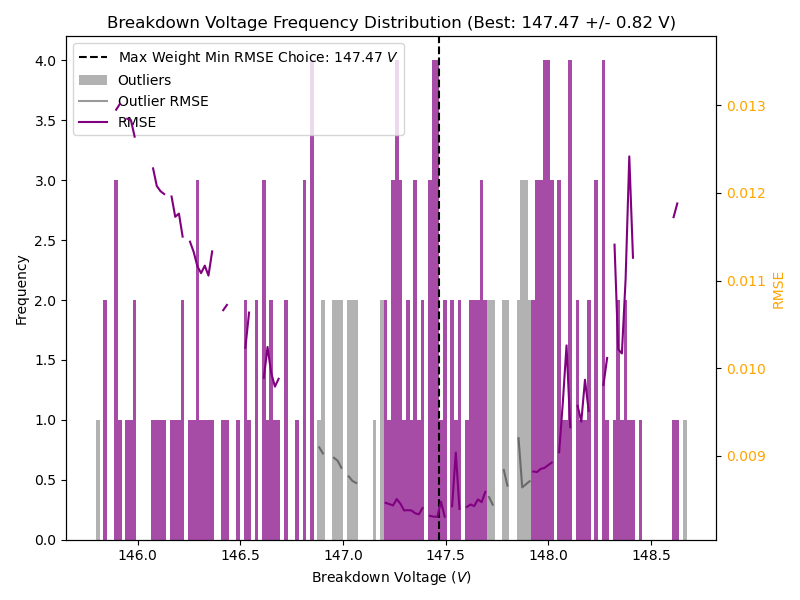 Breakdown Voltage Frequency Distribution (Best: 147.47 +/- 0.82 V)
Max Weight Min RMSE Choice: 147.47 V
Outliers
Outlier RMSE
RMSE
Frequency
4.0
3.5
3.0
2.5
2.0
1.5
1.0
0.5
0.0
0.013
0.012
0.011
0.010
0.009
RMSE
146.0 146.5 147.0 147.5 148.0 148.5
Breakdown Voltage (V)